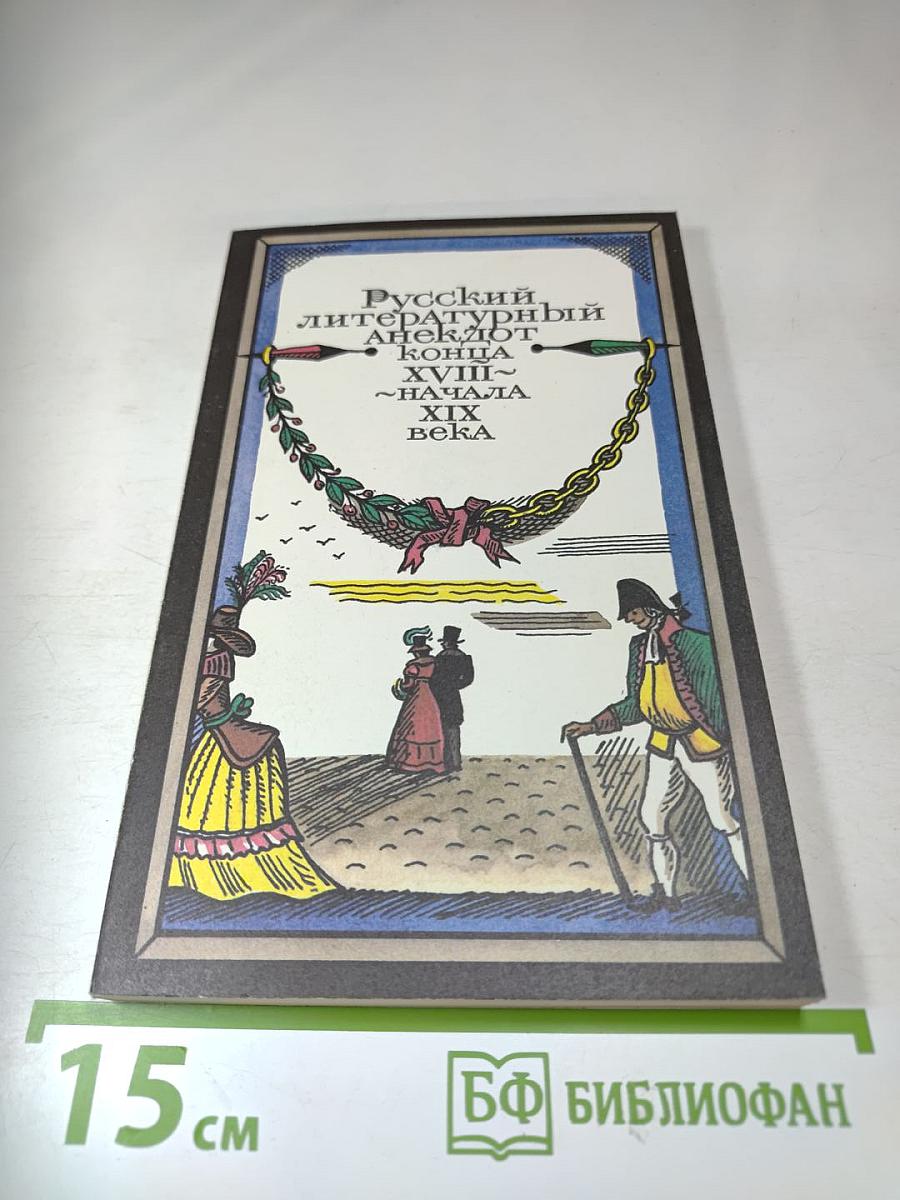 Русский
литературный
анекдот
конца
XVIII~
~начала
XIX
века
15 см
БФ БИБЛИОФАН